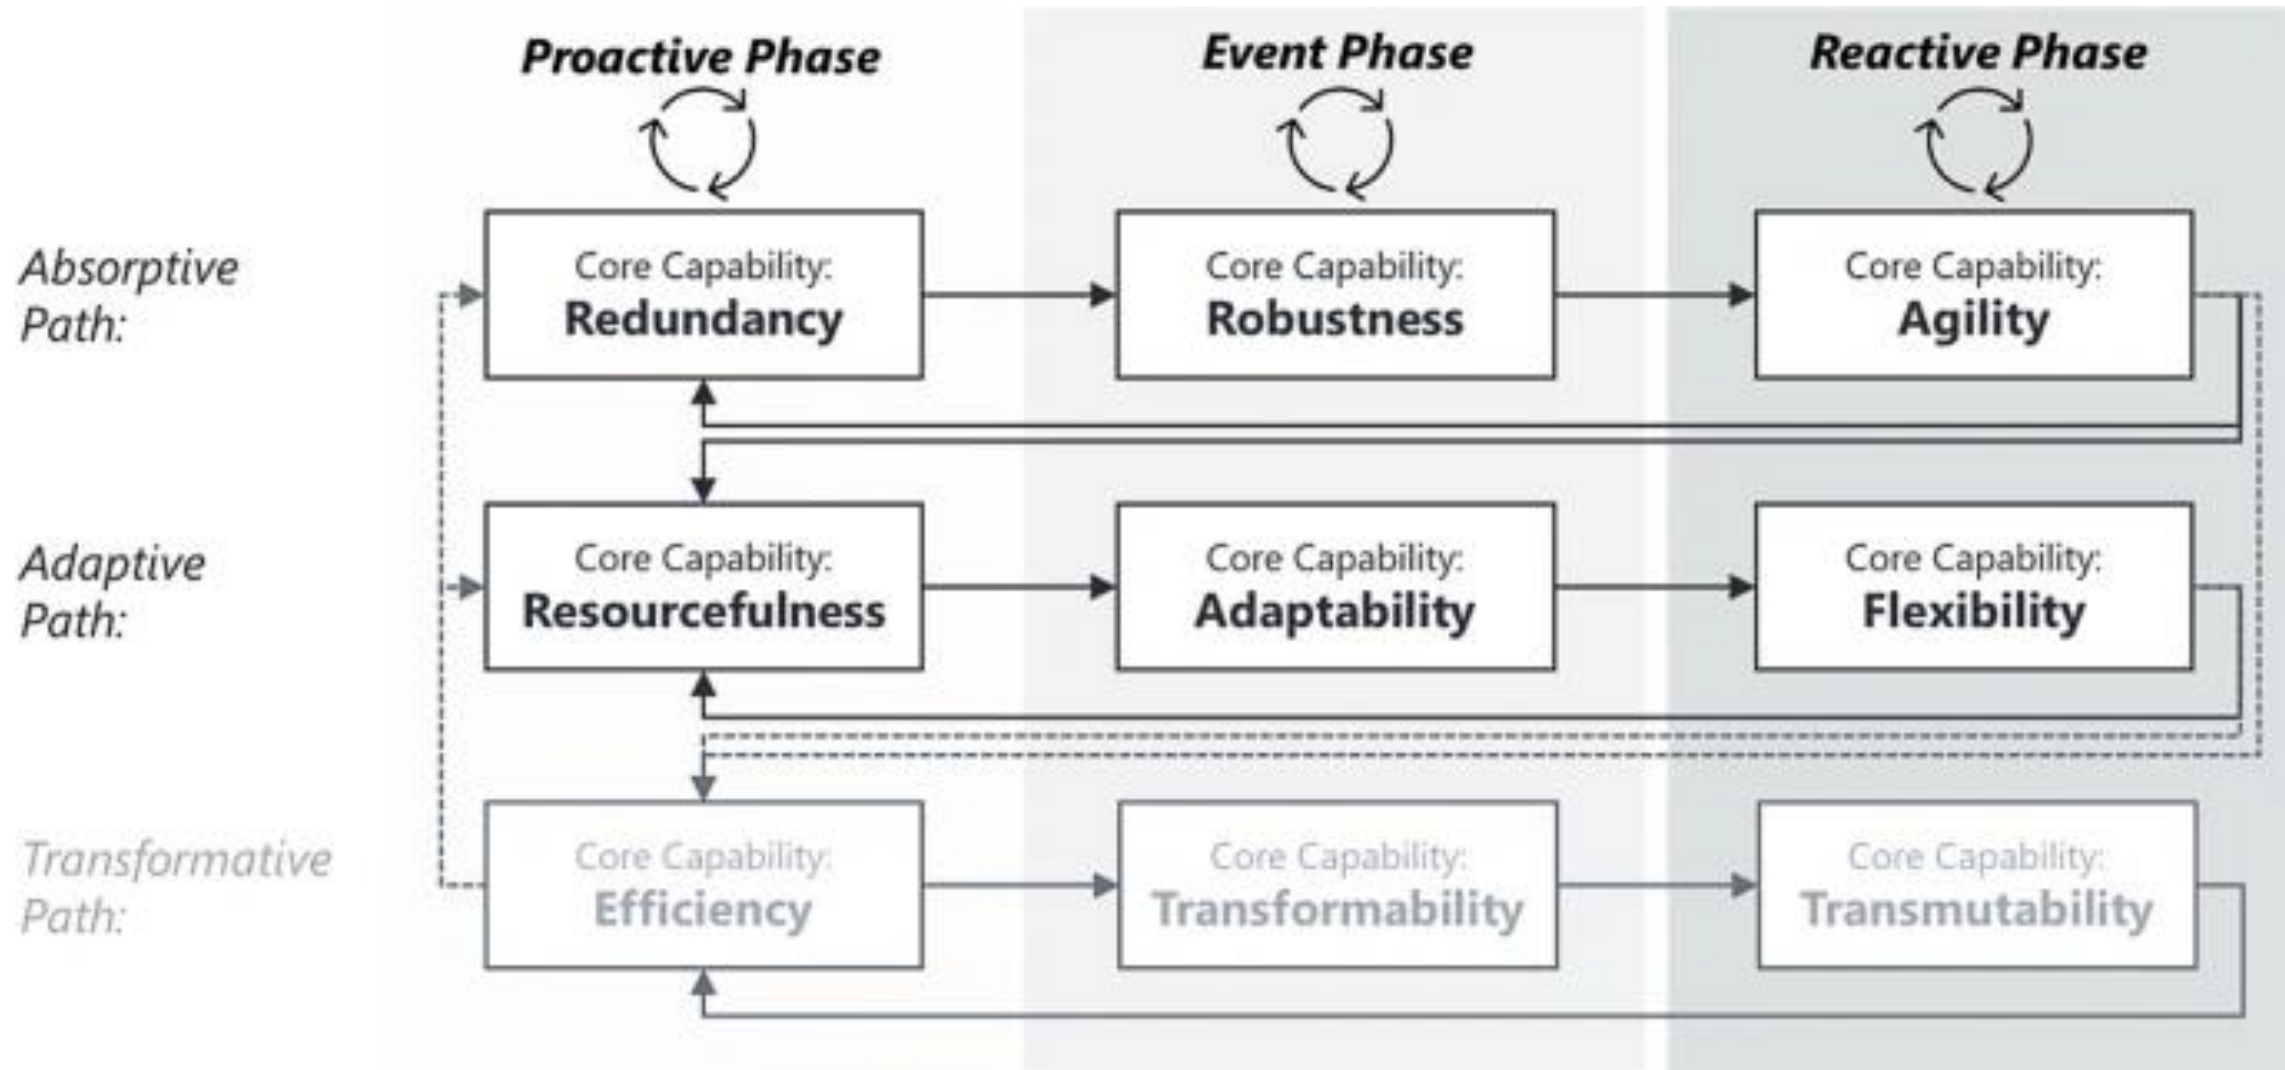 Proactive Phase
Event Phase
Reactive Phase
Absorptive
Path:
Core Capability:
Redundancy
Core Capability:
Robustness
Core Capability:
Agility
Adaptive
Path:
Core Capability:
Resourcefulness
Core Capability:
Adaptability
Core Capability:
Flexibility
Transformative
Path:
Core Capability:
Efficiency
Core Capability:
Transformability
Core Capability:
Transmutability